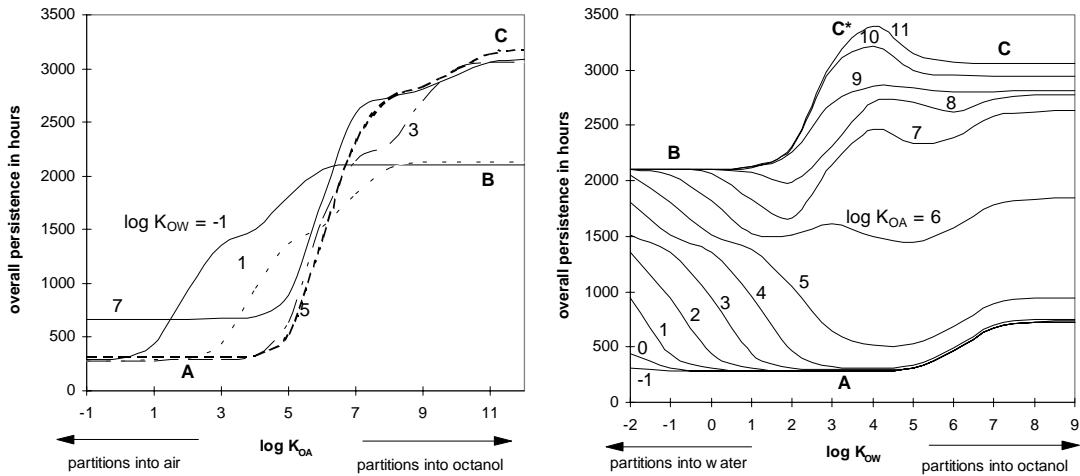 3500
3000
2500
2000
1500
1000
500
0
overall persistence in hours
C
3
B
log KOW = -1
1
7
5
A
-1 1 3 5 7 9 11
log KOA
partitions into air
partitions into octanol
3500
3000
2500
2000
1500
1000
500
0
overall persistence in hours
C*
11
10
C
9
8
7
B
log KOA = 6
5
4
3
2
1
0
-1
A
-2 -1 0 1 2 3 4 5 6 7 8 9
log KOW
partitions into water
partitions into octanol